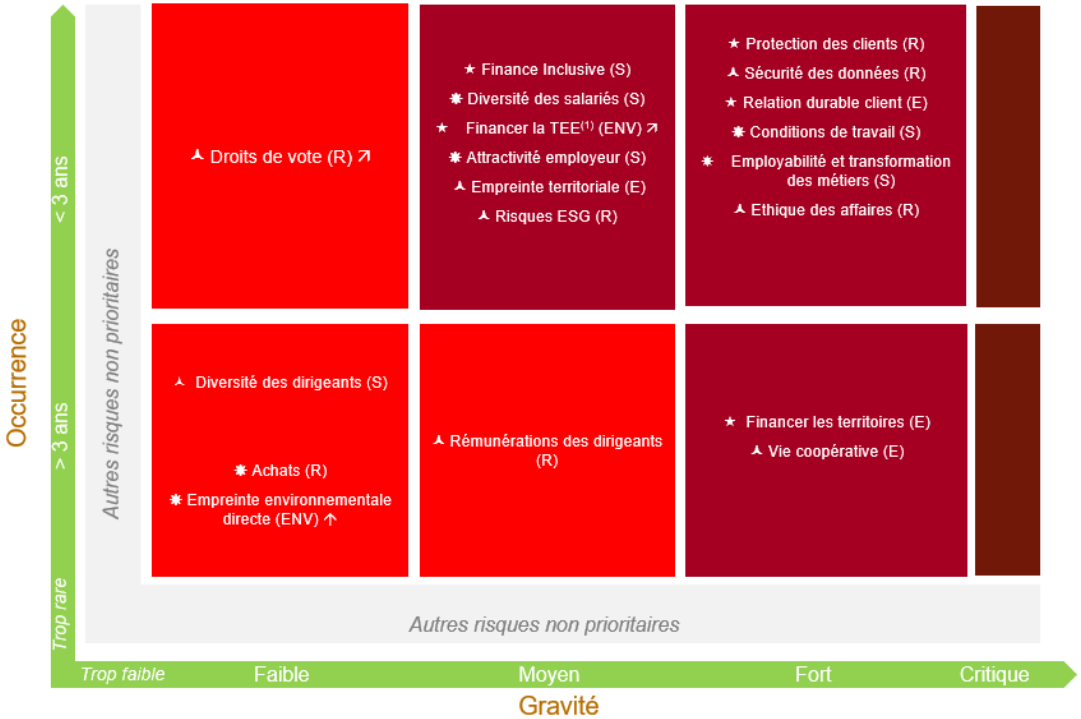 ★ Protection des clients (R)
Sécurité des données (R)
★ Relation durable client (E)
Conditions de travail (S)
Employabilité et transformation
des métiers (S)
Ethique des affaires (R)
★ Finance Inclusive (S)
Diversité des salariés (S)
★ Financer la TEE(1) (ENV) ↗
Attractivité employeur (S)
Empreinte territoriale (E)
Risques ESG (R)
Droits de vote (R) ↗
< 3 ans
Autres risques non prioritaires
Occurrence
> 3 ans
Diversité des dirigeants (S)
Achats (R)
Empreinte environnementale
directe (ENV) ↑
Rémunérations des dirigeants
(R)
★ Financer les territoires (E)
Vie coopérative (E)
Trop rare
Autres risques non prioritaires
Trop faible
Faible
Moyen
Fort
Critique
Gravité